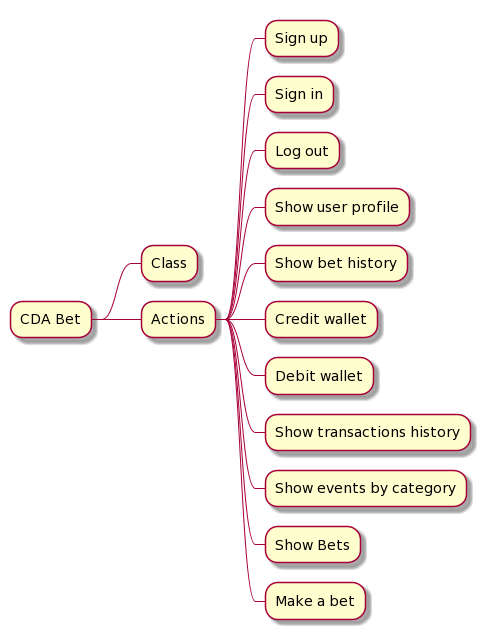 CDA Bet
Class
Actions
Sign up
Sign in
Log out
Show user profile
Show bet history
Credit wallet
Debit wallet
Show transactions history
Show events by category
Show Bets
Make a bet